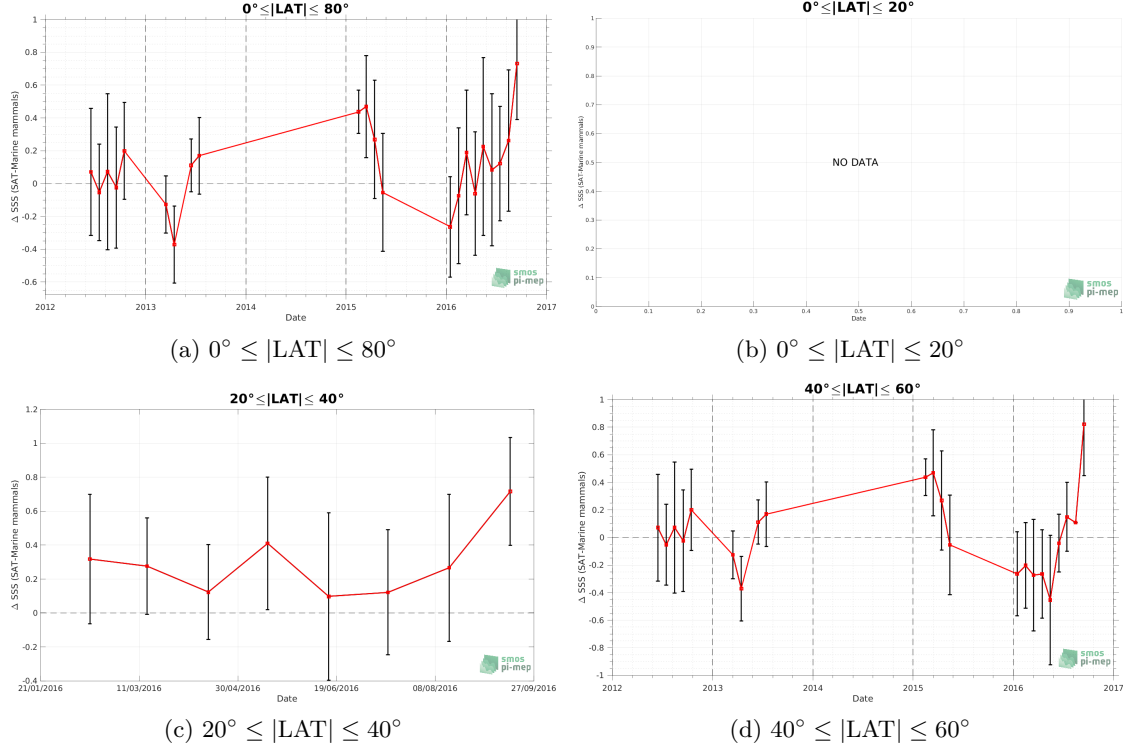 0°≤|LAT|≤ 80°
1
0.8
0.6
0.4
0.2
0
-0.2
-0.4
-0.6
Δ SSS (SAT-Marine mammals)
2012
2013
2014
2015
2016
2017
Date
smos
pi-mep
(a) 0° ≤ |LAT| ≤ 80°
0°≤|LAT|≤ 20°
1
0.9
0.8
0.7
0.6
0.5
0.4
0.3
0.2
0.1
0
Δ SSS (SAT-Marine mammals)
NO DATA
0 0.1 0.2 0.3 0.4 0.5 0.6 0.7 0.8 0.9 1
Date
smos
pi-mep
(b) 0° ≤ |LAT| ≤ 20°
20°≤|LAT|≤ 40°
1.2
1
0.8
0.6
0.4
0.2
0
-0.2
-0.4
Δ SSS (SAT-Marine mammals)
21/01/2016 11/03/2016 30/04/2016 19/06/2016 08/08/2016 27/09/2016
Date
smos
pi-mep
(c) 20° ≤ |LAT| ≤ 40°
40°≤|LAT|≤ 60°
1
0.8
0.6
0.4
0.2
0
-0.2
-0.4
-0.6
-0.8
-1
Δ SSS (SAT-Marine mammals)
2012 2013 2014 2015 2016 2017
Date
smos
pi-mep
(d) 40° ≤ |LAT| ≤ 60°